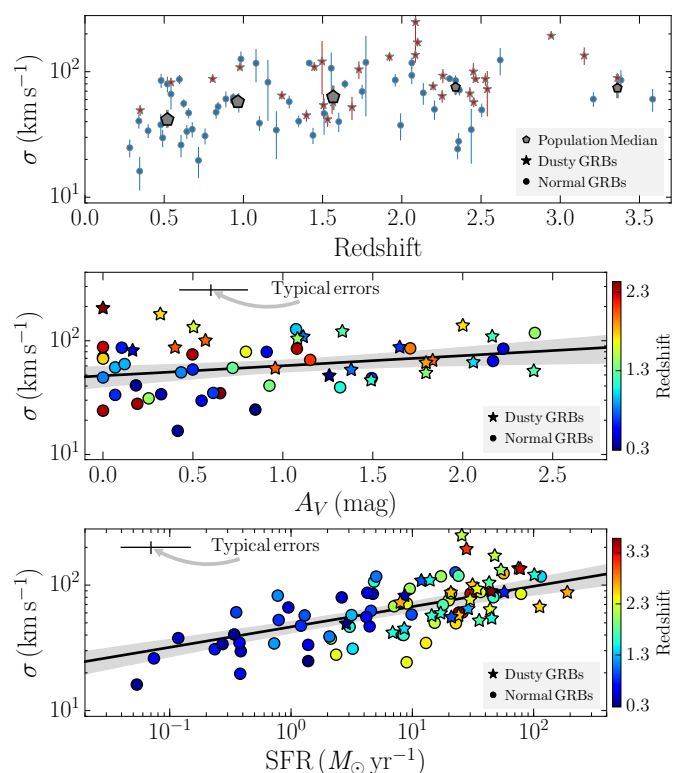 σ (km s⁻¹)
10²
10¹
0.0 0.5 1.0 1.5 2.0 2.5 3.0 3.5
Redshift
Population Median
Dusty GRBs
Normal GRBs
σ (km s⁻¹)
10²
10¹
0.0 0.5 1.0 1.5 2.0 2.5
A_V (mag)
Typical errors
Dusty GRBs
Normal GRBs
2.3
1.3
0.3
Redshift
σ (km s⁻¹)
10²
10¹
10⁻¹ 10⁰ 10¹ 10²
SFR (M⊙ yr⁻¹)
Typical errors
Dusty GRBs
Normal GRBs
3.3
2.3
1.3
0.3
Redshift